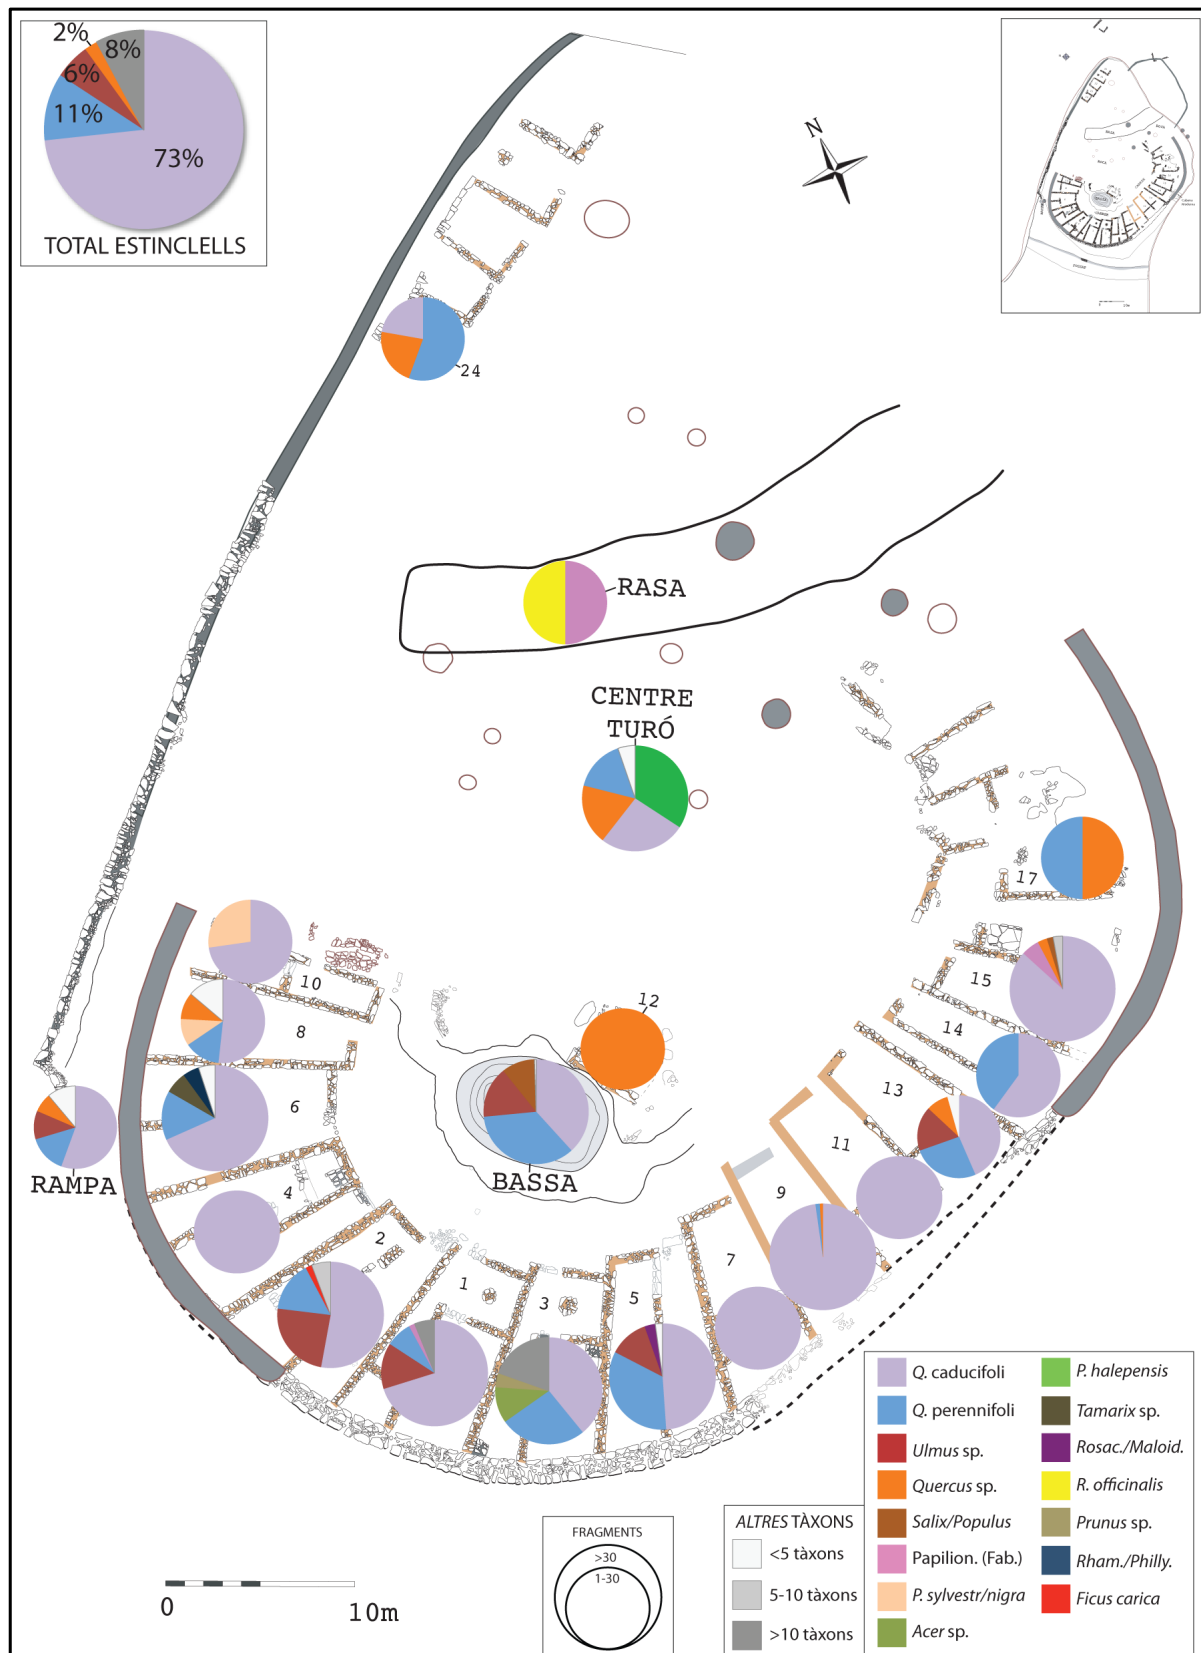 2%
8%
6%
11%
73%
TOTAL ESTINCLELLS
N
24
RASA
CENTRE
TURÓ
17
15
14
13
12
11
10
8
6
RAMPA
BASSA
4
2
1
3
5
7
9
0 10m
FRAGMENTS
>30
1-30
ALTRES TÀXONS
<5 tàxons
5-10 tàxons
>10 tàxons
Q. caducifoli
Q. perennifoli
Ulmus sp.
Quercus sp.
Salix/Populus
Papilion. (Fab.)
P. sylvestr/nigra
Acer sp.
P. halepensis
Tamarix sp.
Rosac./Maloid.
R. officinalis
Prunus sp.
Rham./Philly.
Ficus carica